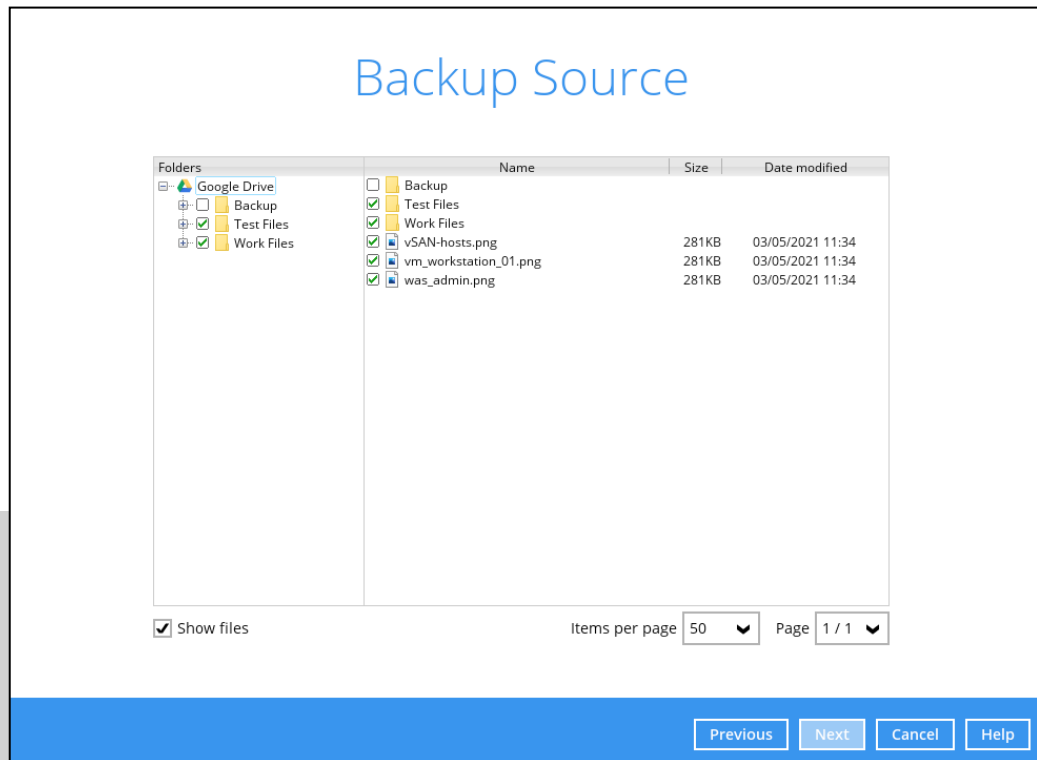 Backup Source
Folders Name Size Date modified
Google Drive Backup
Backup Test Files
Test Files Work Files
Work Files vSAN-hosts.png 281KB 03/05/2021 11:34
vm_workstation_01.png 281KB 03/05/2021 11:34
was_admin.png 281KB 03/05/2021 11:34
Show files Items per page 50 Page 1 / 1
Previous Next Cancel Help